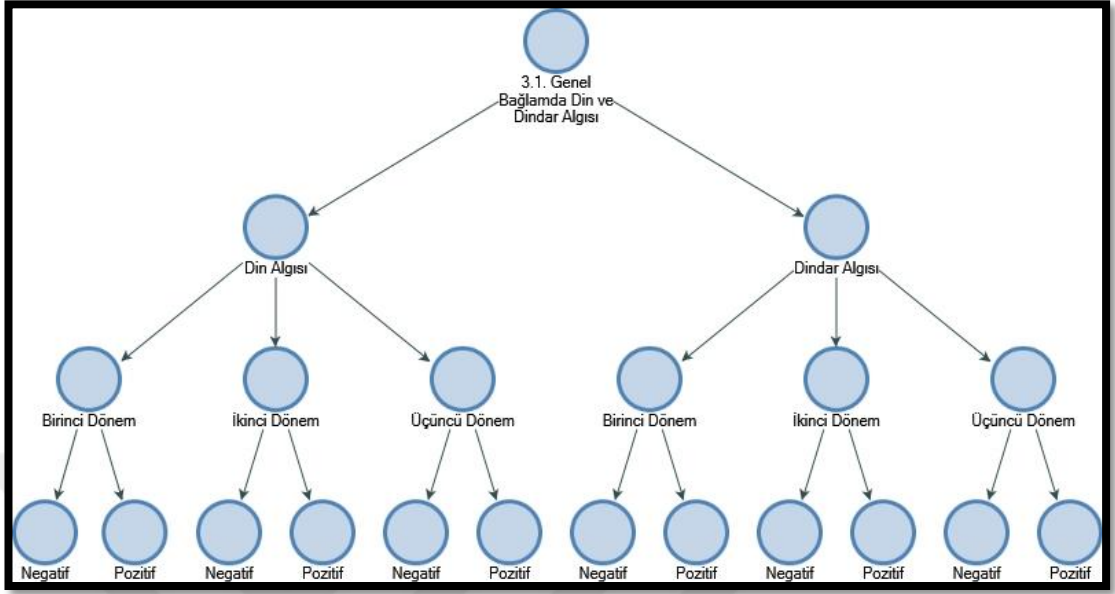 3.1. Genel
Bağlamda Din ve
Dindar Algısı
Din Algısı
Dindar Algısı
Birinci Dönem
İkinci Dönem
Üçüncü Dönem
Birinci Dönem
İkinci Dönem
Üçüncü Dönem
Negatif
Pozitif
Negatif
Pozitif
Negatif
Pozitif
Negatif
Pozitif
Negatif
Pozitif
Negatif
Pozitif